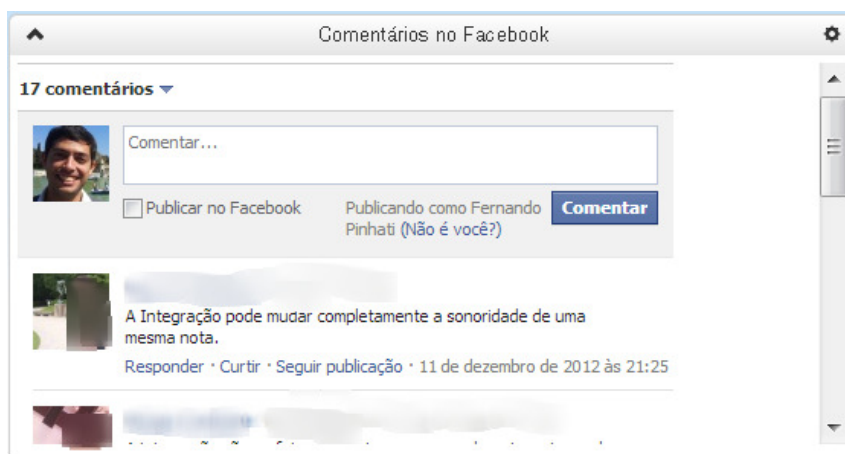 Comentários no Facebook
17 comentários
Comentar...
Publicar no Facebook
Publicando como Fernando
Pinhati (Não é você?)
Comentar
A Integração pode mudar completamente a sonoridade de uma
mesma nota.
Responder · Curtir · Seguir publicação · 11 de dezembro de 2012 às 21:25